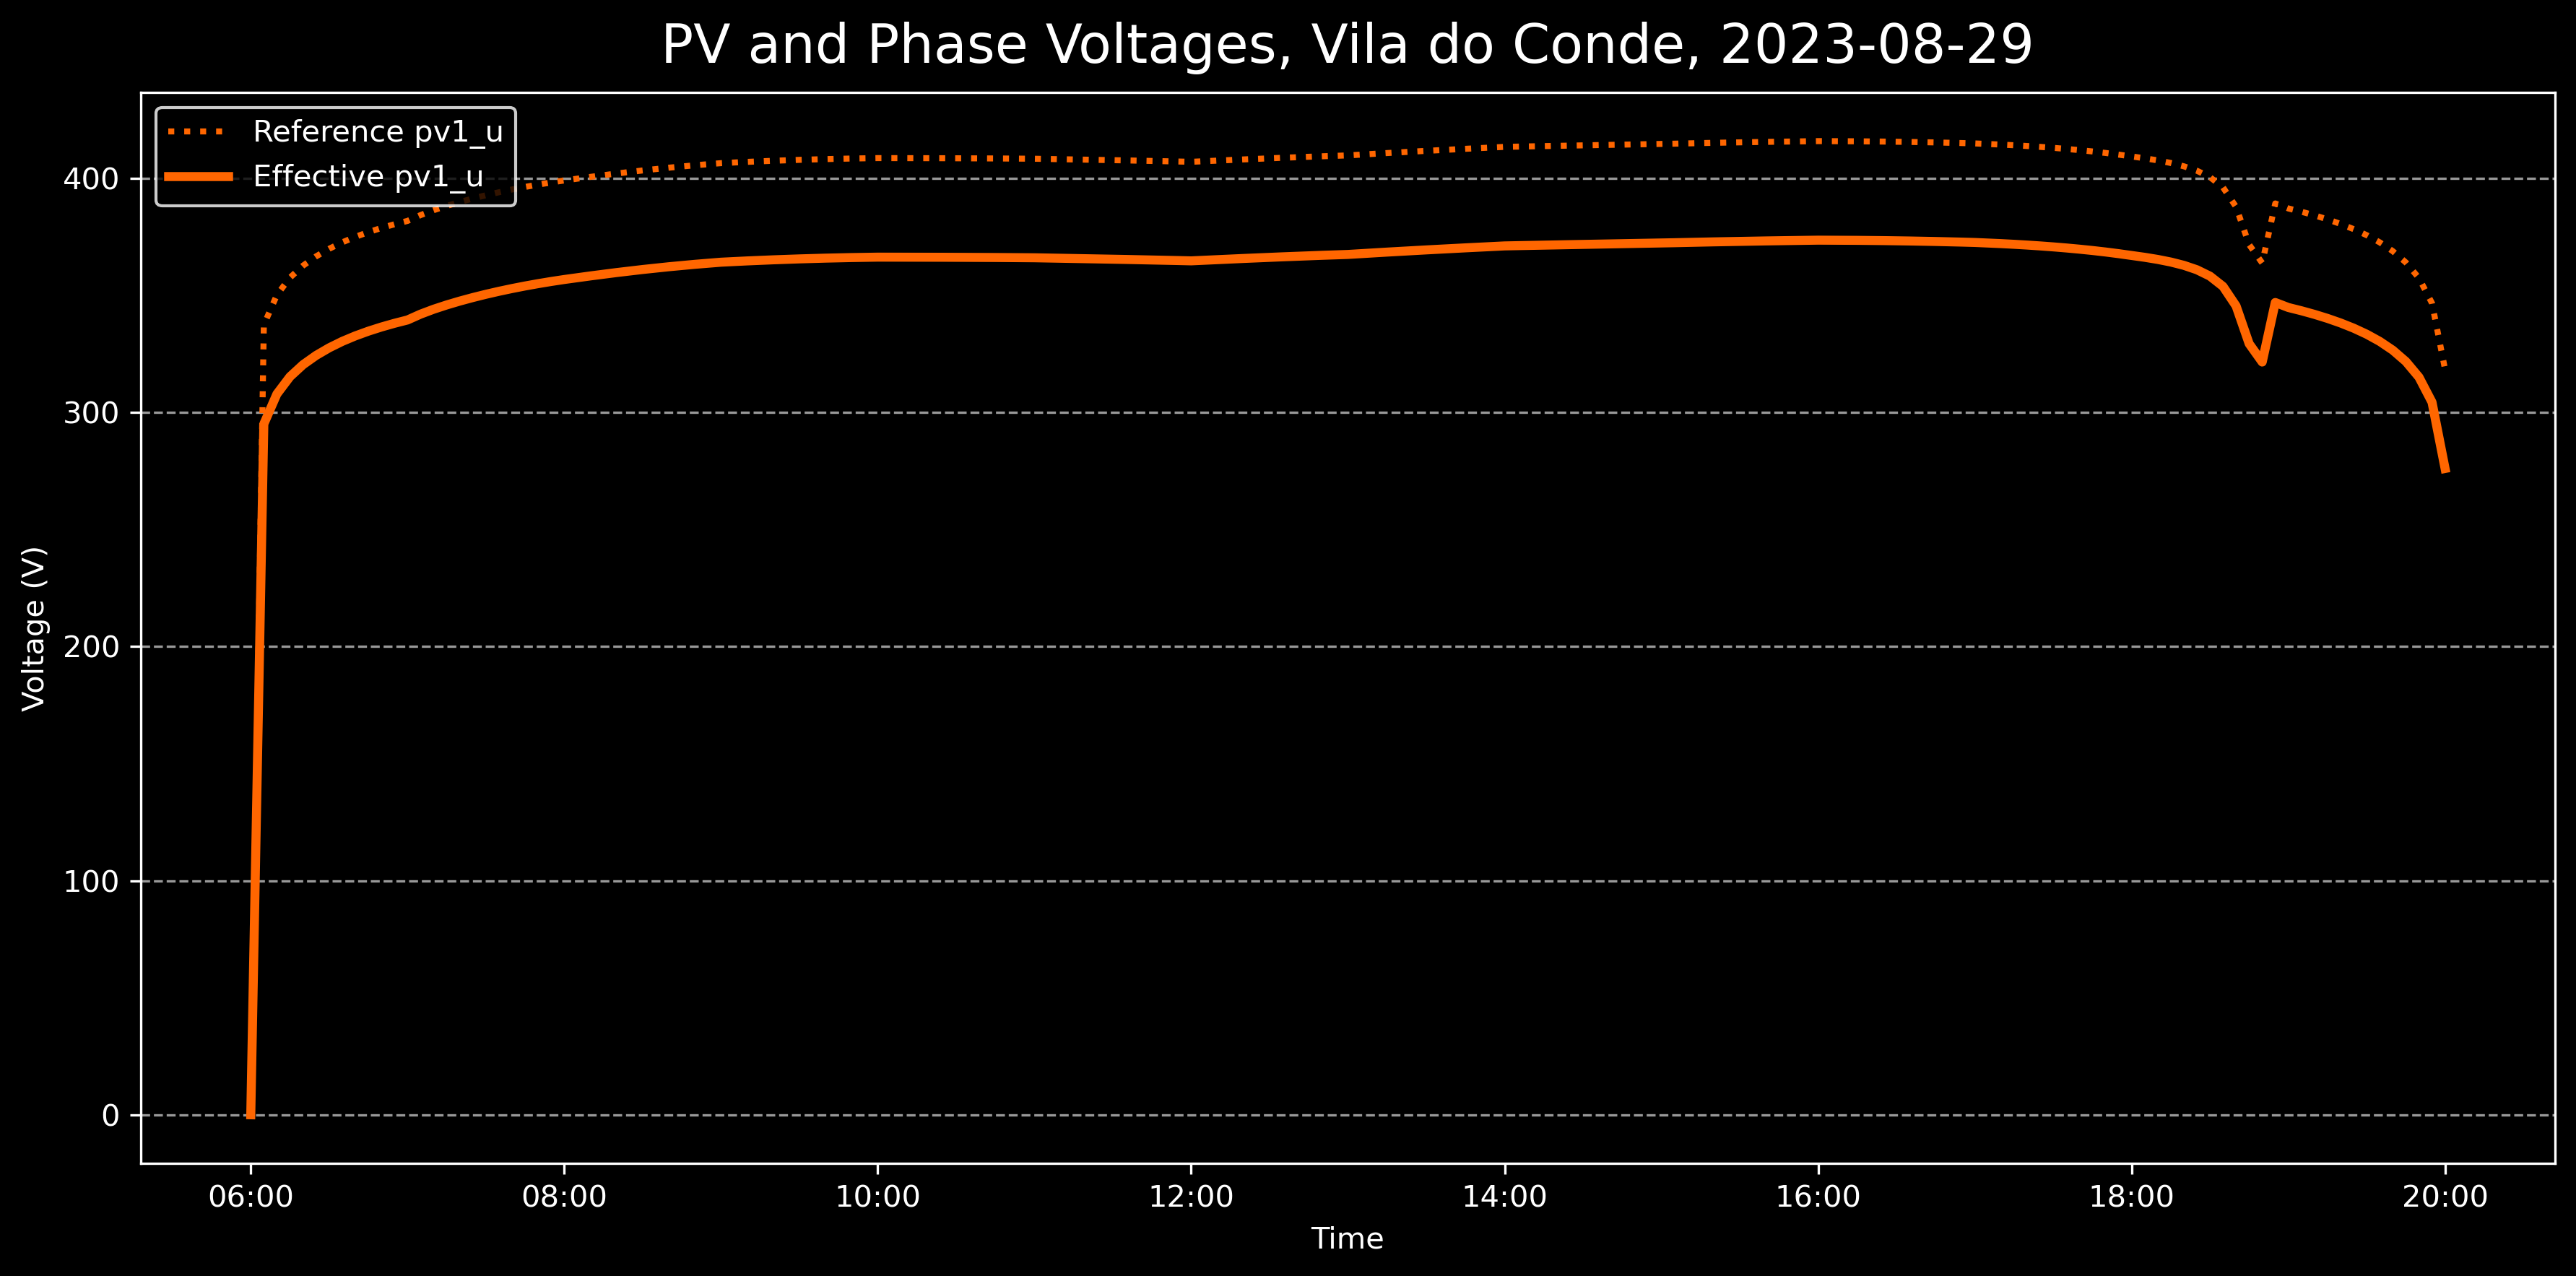 PV and Phase Voltages, Vila do Conde, 2023-08-29
Reference pv1_u
Effective pv1_u
Voltage (V)
400
300
200
100
0
06:00 08:00 10:00 12:00 14:00 16:00 18:00 20:00
Time